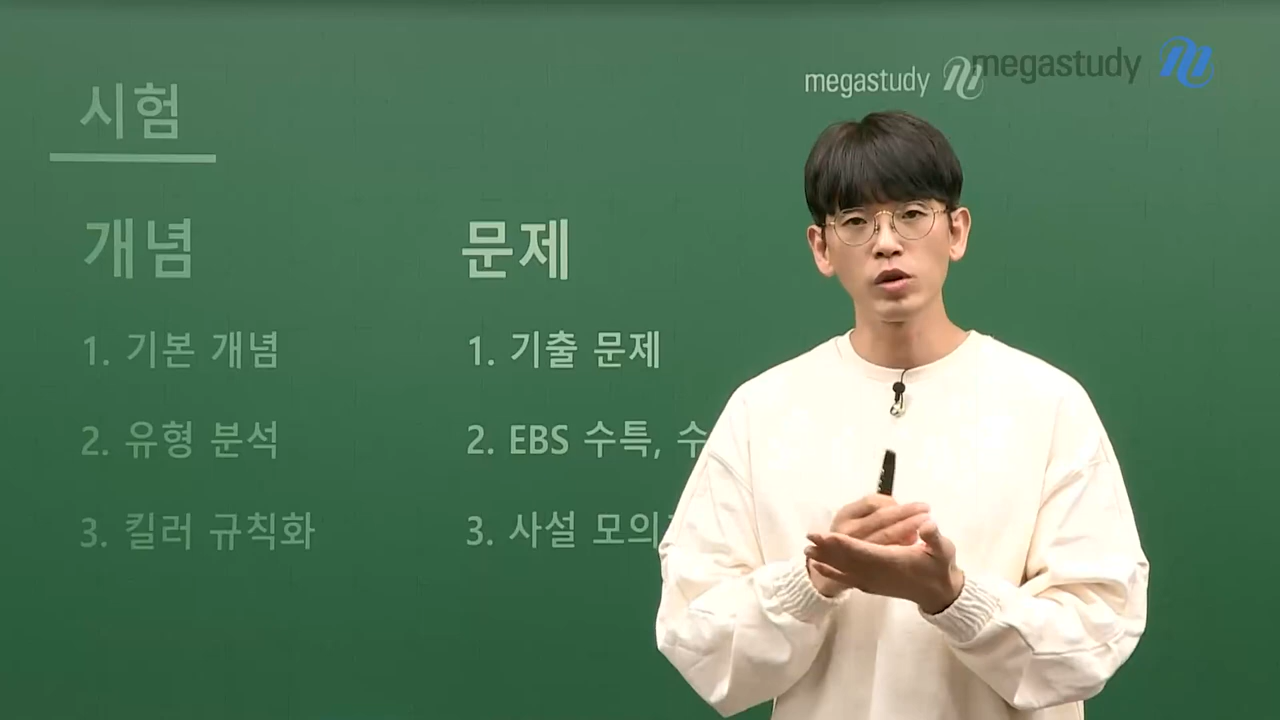 megastudy
megastudy
시험
개념
문제
1. 기본 개념
1. 기출 문제
2. 유형 분석
2. EBS 수특,
3. 킬러 규칙화
3. 사설